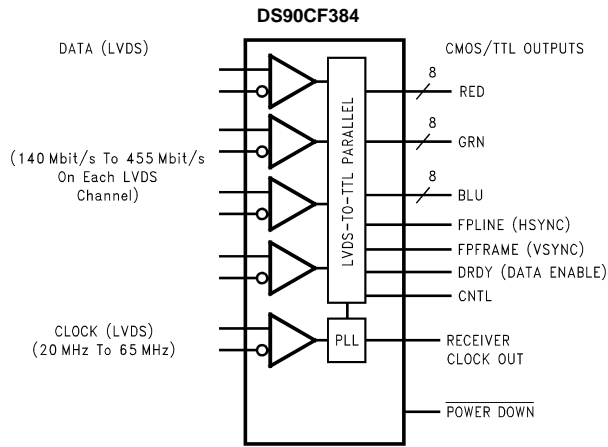 DS90CF384
DATA (LVDS)
CMOS/TTL OUTPUTS
8
RED
8
GRN
(140 Mbit/s To 455 Mbit/s
On Each LVDS
Channel)
8
BLU
LVDS-TO-TTL PARALLEL
FPLINE (HSYNC)
FPFRAME (VSYNC)
DRDY (DATA ENABLE)
CNTL
CLOCK (LVDS)
(20 MHz To 65 MHz)
PLL
RECEIVER
CLOCK OUT
POWER DOWN